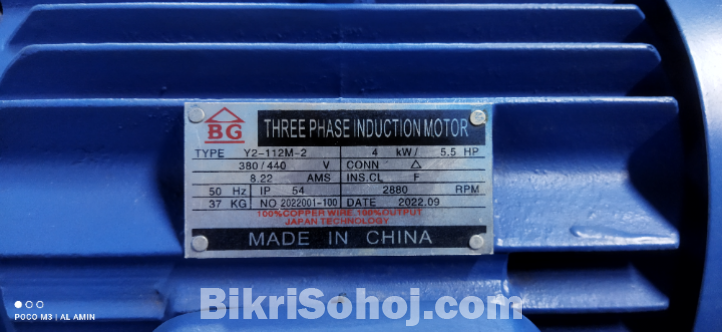 BG
THREE PHASE INDUCTION MOTOR
TYPE Y2-112M-2 4 kW/ 5.5 HP
380/440 V CONN △
8.22 AMS INS.CL F
50 Hz IP 54 2880 RPM
37 KG NO 2022001-100 DATE 2022.09
100%COPPER WIRE, 100%OUTPUT
JAPAN TECHNOLOGY
MADE IN CHINA
BikriSohoj.com
POCO M3 | AL AMIN